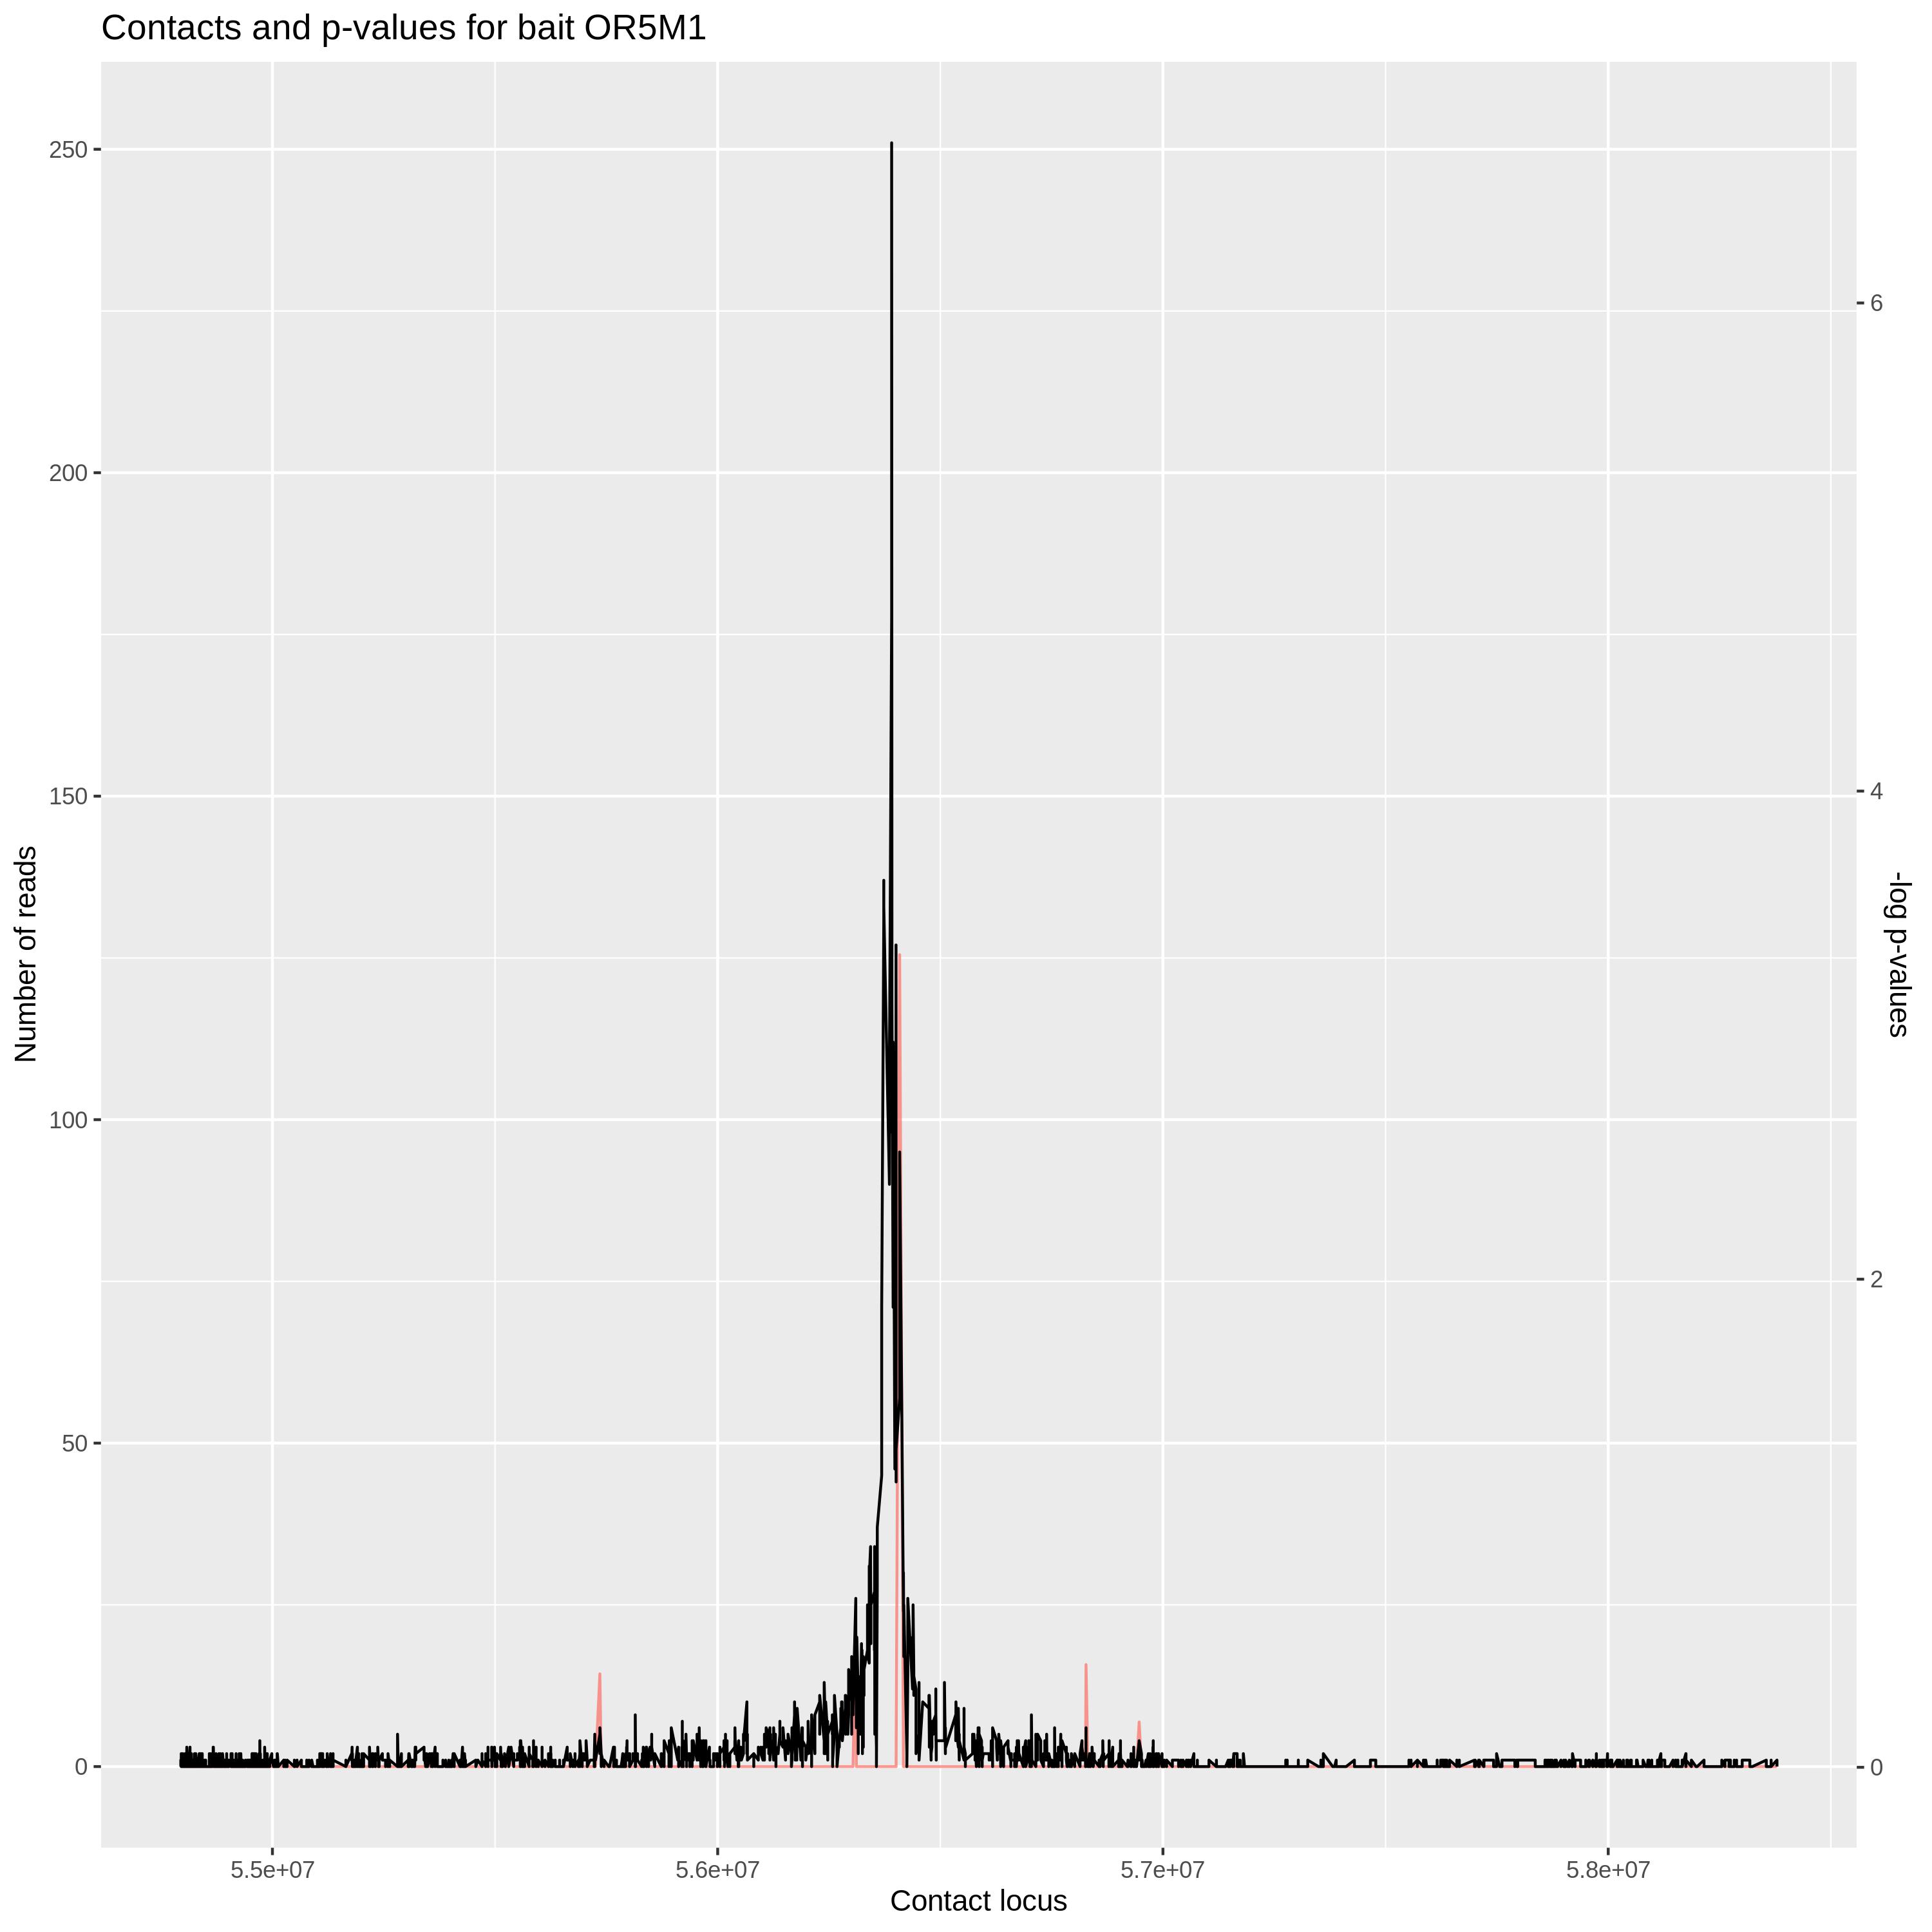 Contacts and p-values for bait OR5M1
250
200
150
100
50
0
Number of reads
6
4
2
0
-log p-values
5.5e+07
5.6e+07
5.7e+07
5.8e+07
Contact locus